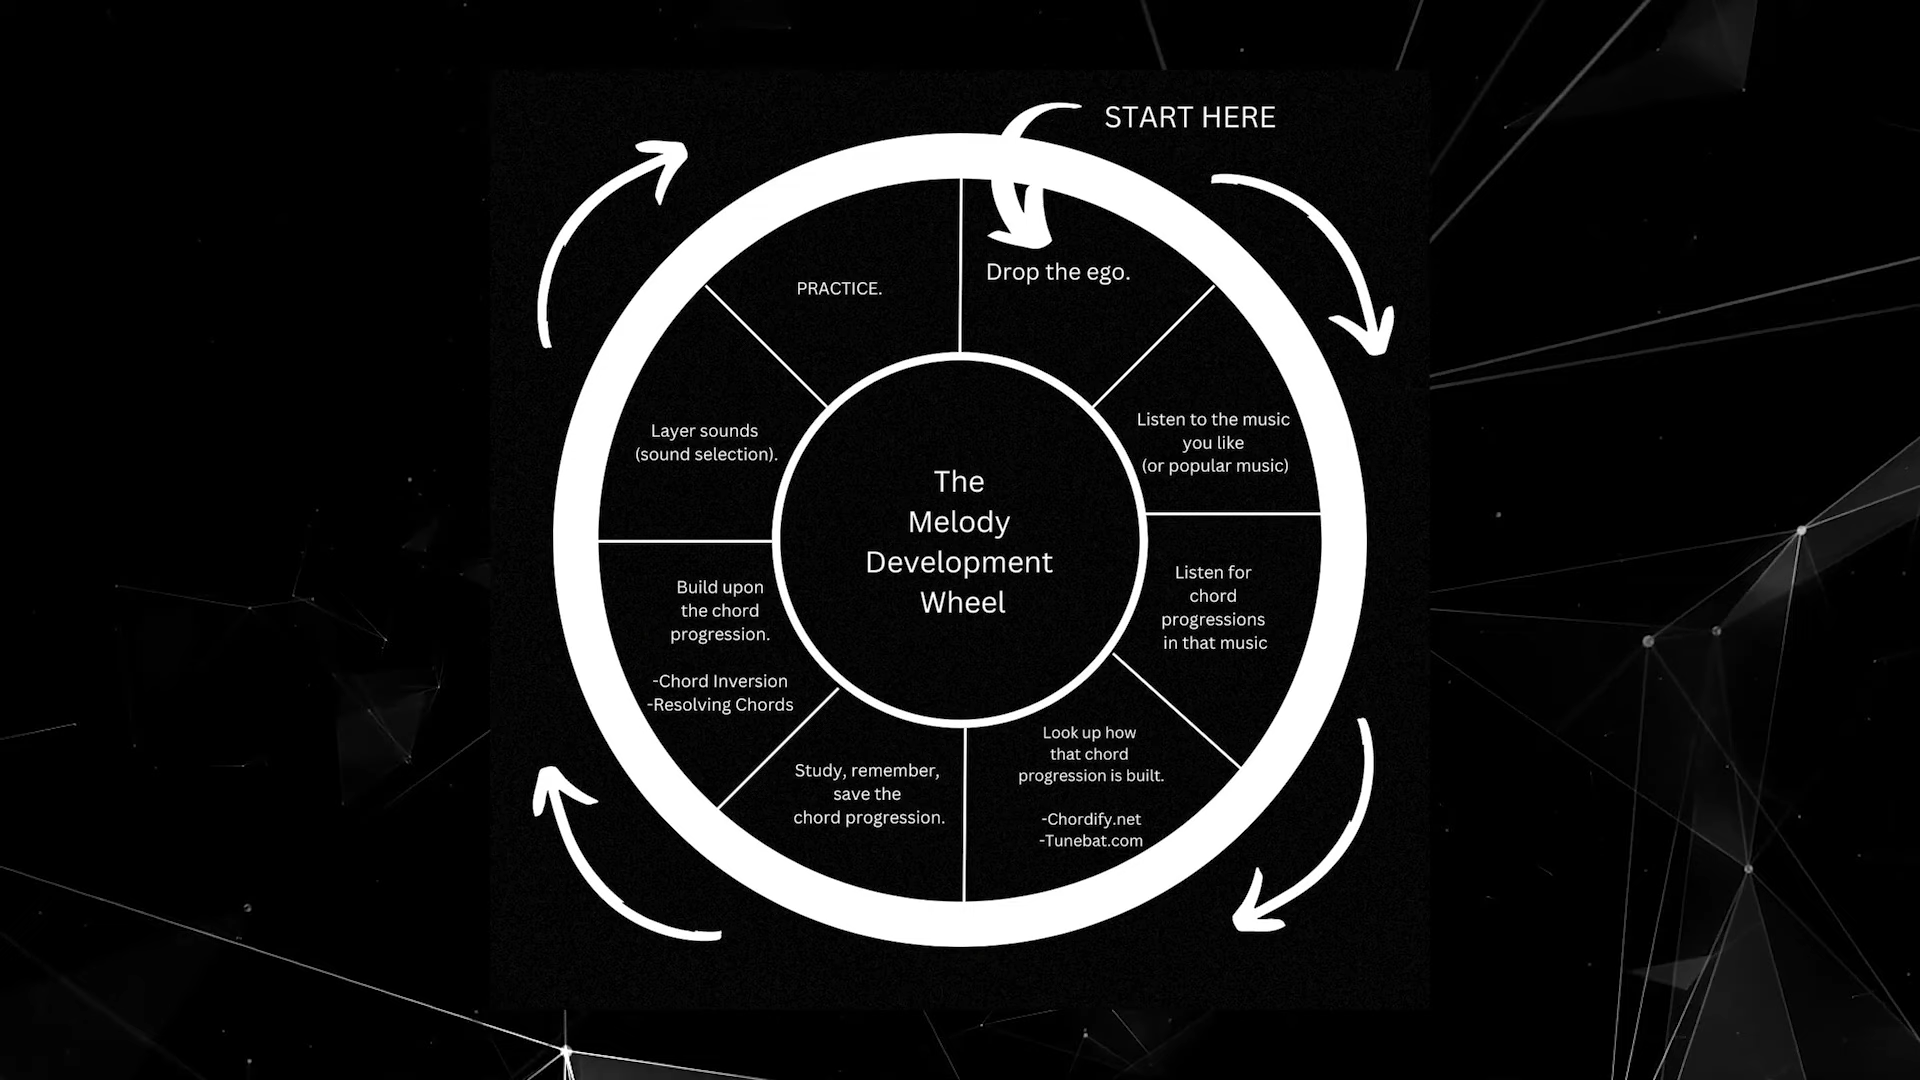 START HERE
Drop the ego.
Listen to the music
you like
(or popular music)
Listen for
chord
progressions
in that music
Look up how
that chord
progression is built.
-Chordify.net
-Tunebat.com
Study, remember,
save the
chord progression.
Build upon
the chord
progression.
-Chord Inversion
-Resolving Chords
Layer sounds
(sound selection).
PRACTICE.
The
Melody
Development
Wheel